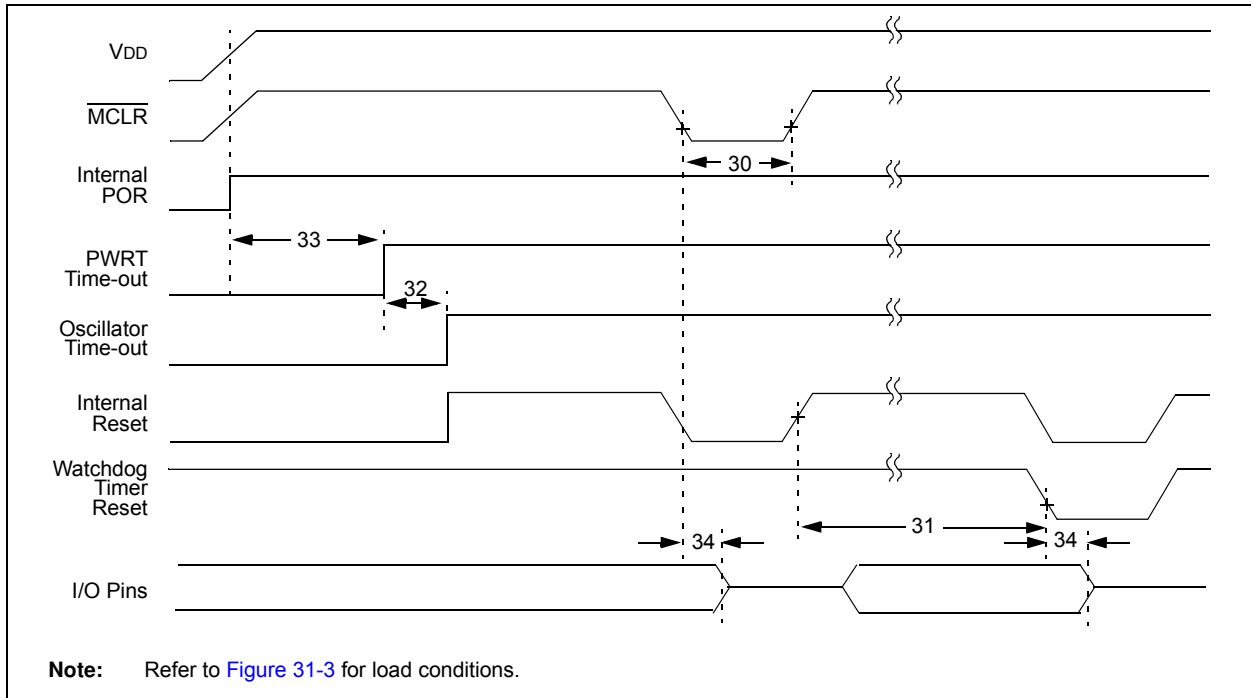 VDD
MCLR
30
Internal
POR
33
PWRT
Time-out
32
Oscillator
Time-out
Internal
Reset
Watchdog
Timer
Reset
31
34
34
I/O Pins
Note: Refer to Figure 31-3 for load conditions.